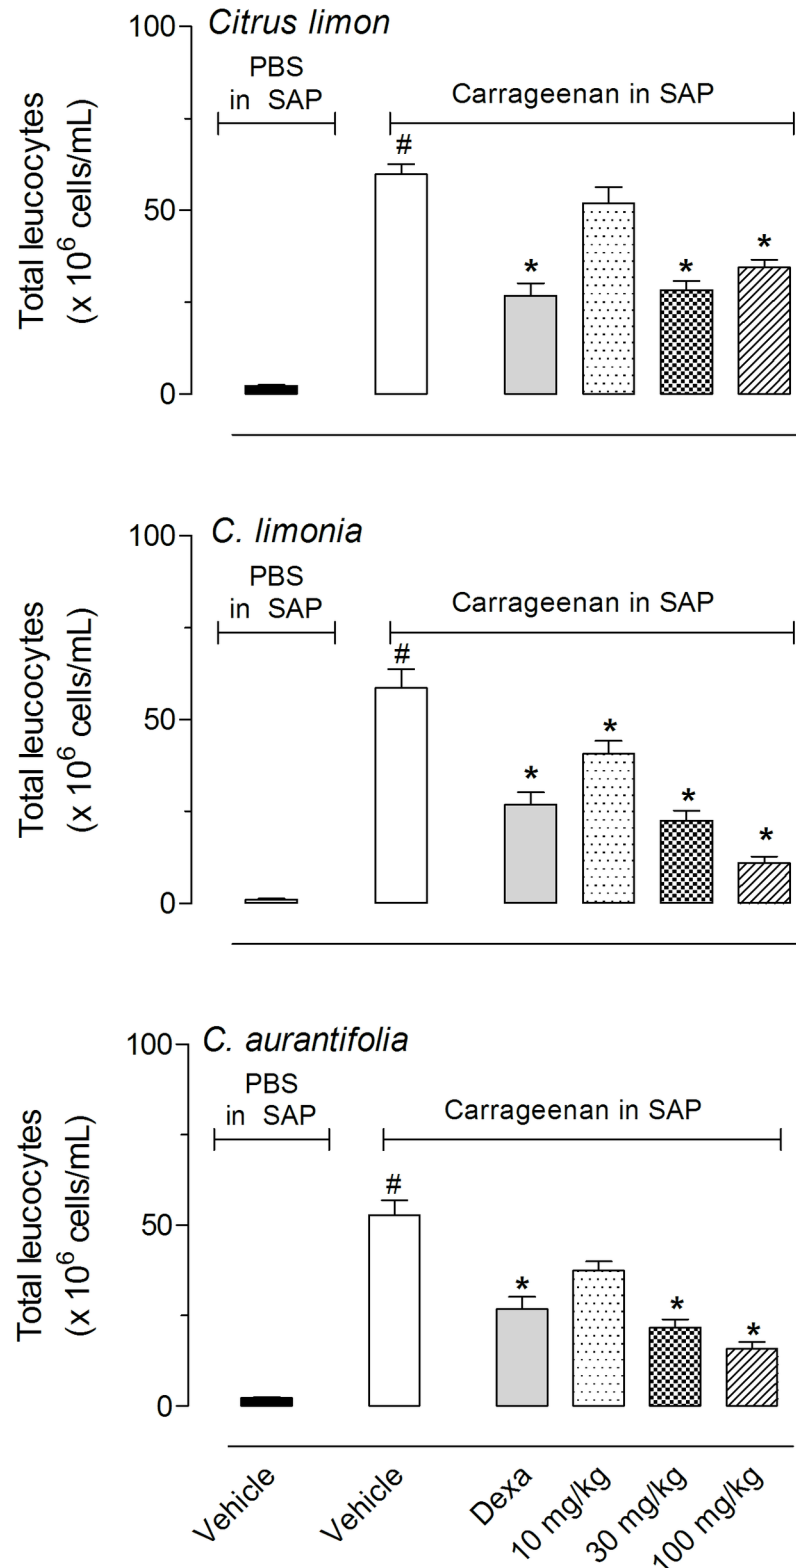 Citrus limon
100
PBS
in SAP
Carrageenan in SAP
Total leucocytes
(x 10⁶ cells/mL)
#
50
*
*
*
0
C. limonia
100
PBS
in SAP
Carrageenan in SAP
Total leucocytes
(x 10⁶ cells/mL)
#
50
*
*
*
*
0
C. aurantifolia
100
PBS
in SAP
Carrageenan in SAP
Total leucocytes
(x 10⁶ cells/mL)
#
50
*
*
*
0
Vehicle
Vehicle
Dexa
10 mg/kg
30 mg/kg
100 mg/kg